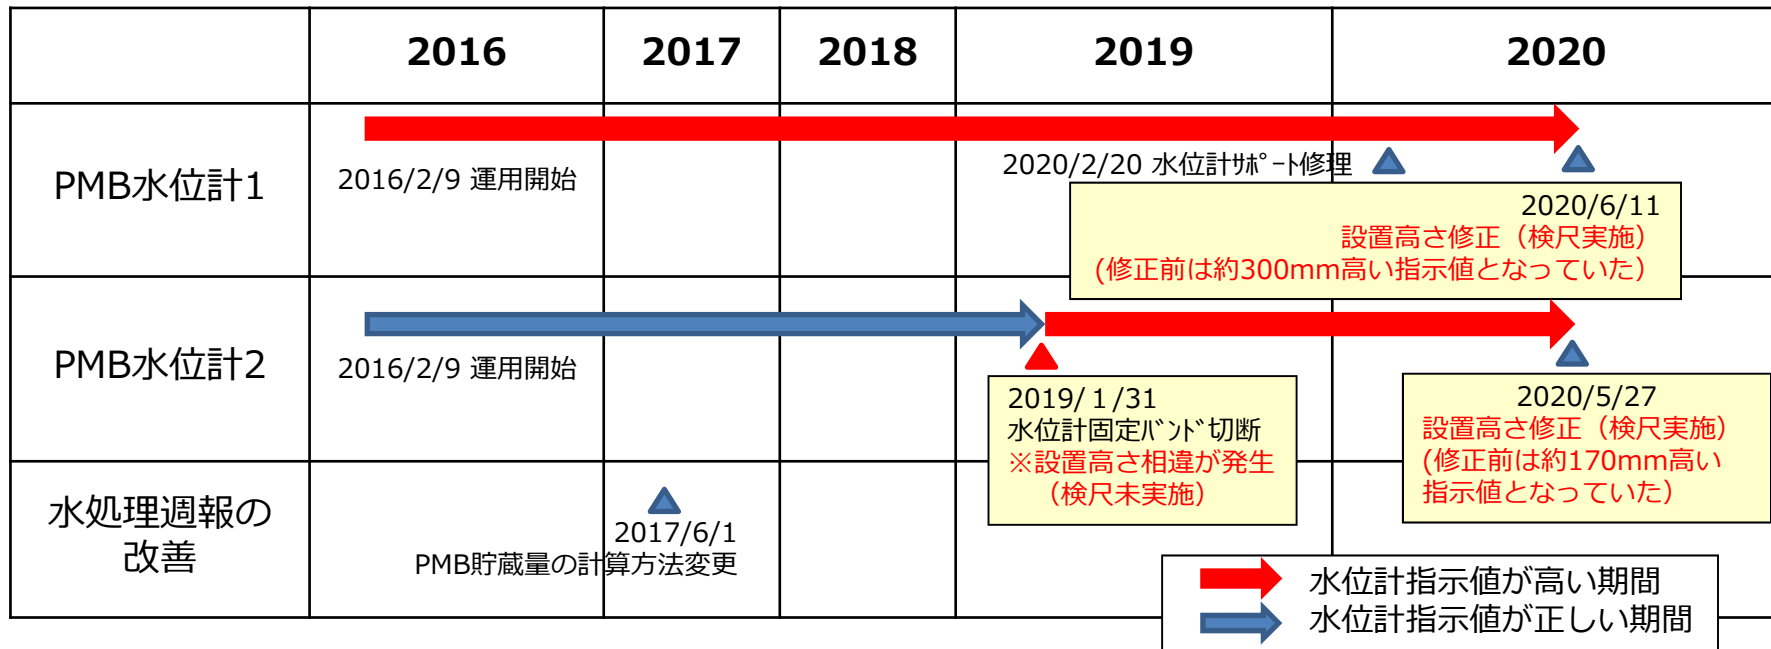 2016 2017 2018 2019 2020
PMB水位計1
2016/2/9 運用開始
2020/2/20 水位計ｻﾎﾟｰﾄ修理
2020/6/11
設置高さ修正（検尺実施）
(修正前は約300mm高い指示値となっていた）
PMB水位計2
2016/2/9 運用開始
2019/１/31
水位計固定ﾊﾞﾝﾄﾞ切断
※設置高さ相違が発生
（検尺未実施）
2020/5/27
設置高さ修正（検尺実施）
(修正前は約170mm高い
指示値となっていた）
水処理週報の
改善
2017/6/1
PMB貯蔵量の計算方法変更
水位計指示値が高い期間
水位計指示値が正しい期間